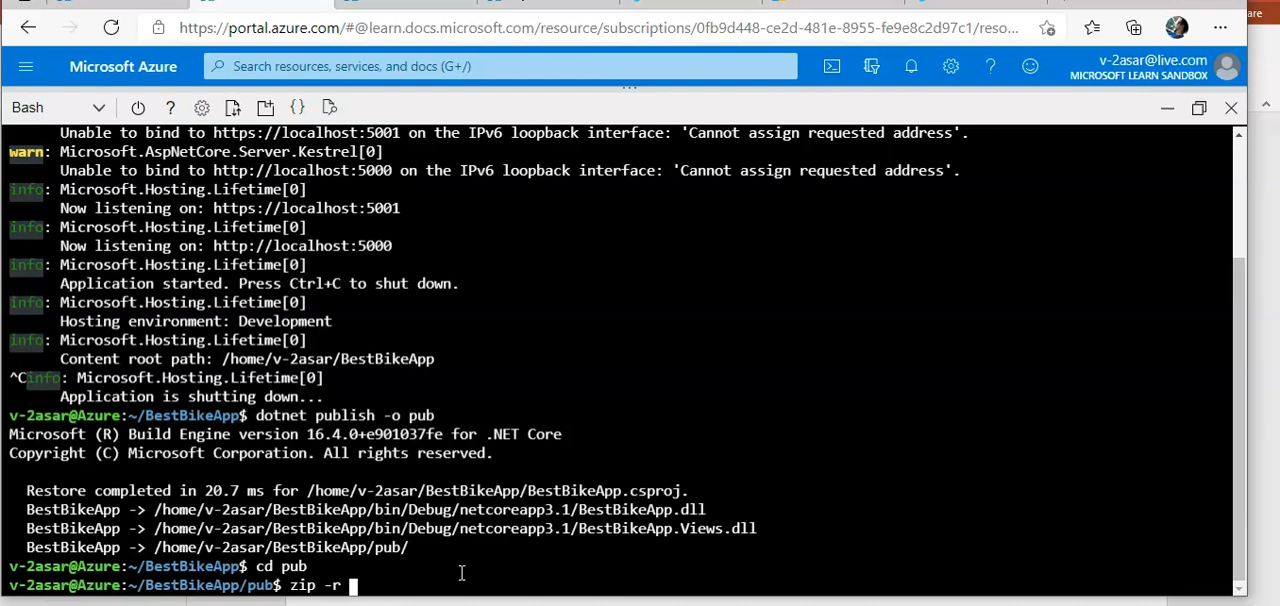 https://portal.azure.com/#@learn.docs.microsoft.com/resource/subscriptions/0fb9d448-ce2d-481e-8955-fe9e8c2d97c1/reso...
are
Microsoft Azure
Search resources, services, and docs (G+/)
v-2asar@live.com
MICROSOFT LEARN SANDBOX
Bash
Unable to bind to https://localhost:5001 on the IPv6 loopback interface: 'Cannot assign requested address'.
warn: Microsoft.AspNetCore.Server.Kestrel[0]
Unable to bind to https://localhost:5000 on the IPv6 loopback interface: 'Cannot assign requested address'.
info: Microsoft.Hosting.Lifetime[0]
Now listening on: https://localhost:5001
info: Microsoft.Hosting.Lifetime[0]
Now listening on: http://localhost:5000
info: Microsoft.Hosting.Lifetime[0]
Application started. Press Ctrl+C to shut down.
info: Microsoft.Hosting.Lifetime[0]
Hosting environment: Development
info: Microsoft.Hosting.Lifetime[0]
Content root path: /home/v-2asar/BestBikeApp
^Cinfo: Microsoft.Hosting.Lifetime[0]
Application is shutting down...
v-2asar@Azure:~/BestBikeApp$ dotnet publish -o pub
Microsoft (R) Build Engine version 16.4.0+e901037fe for .NET Core
Copyright (C) Microsoft Corporation. All rights reserved.
Restore completed in 20.7 ms for /home/v-2asar/BestBikeApp/BestBikeApp.csproj.
BestBikeApp -> /home/v-2asar/BestBikeApp/bin/Debug/netcoreapp3.1/BestBikeApp.dll
BestBikeApp -> /home/v-2asar/BestBikeApp/bin/Debug/netcoreapp3.1/BestBikeApp.Views.dll
BestBikeApp -> /home/v-2asar/BestBikeApp/pub/
v-2asar@Azure:~/BestBikeApp$ cd pub
v-2asar@Azure:~/BestBikeApp/pub$ zip -r